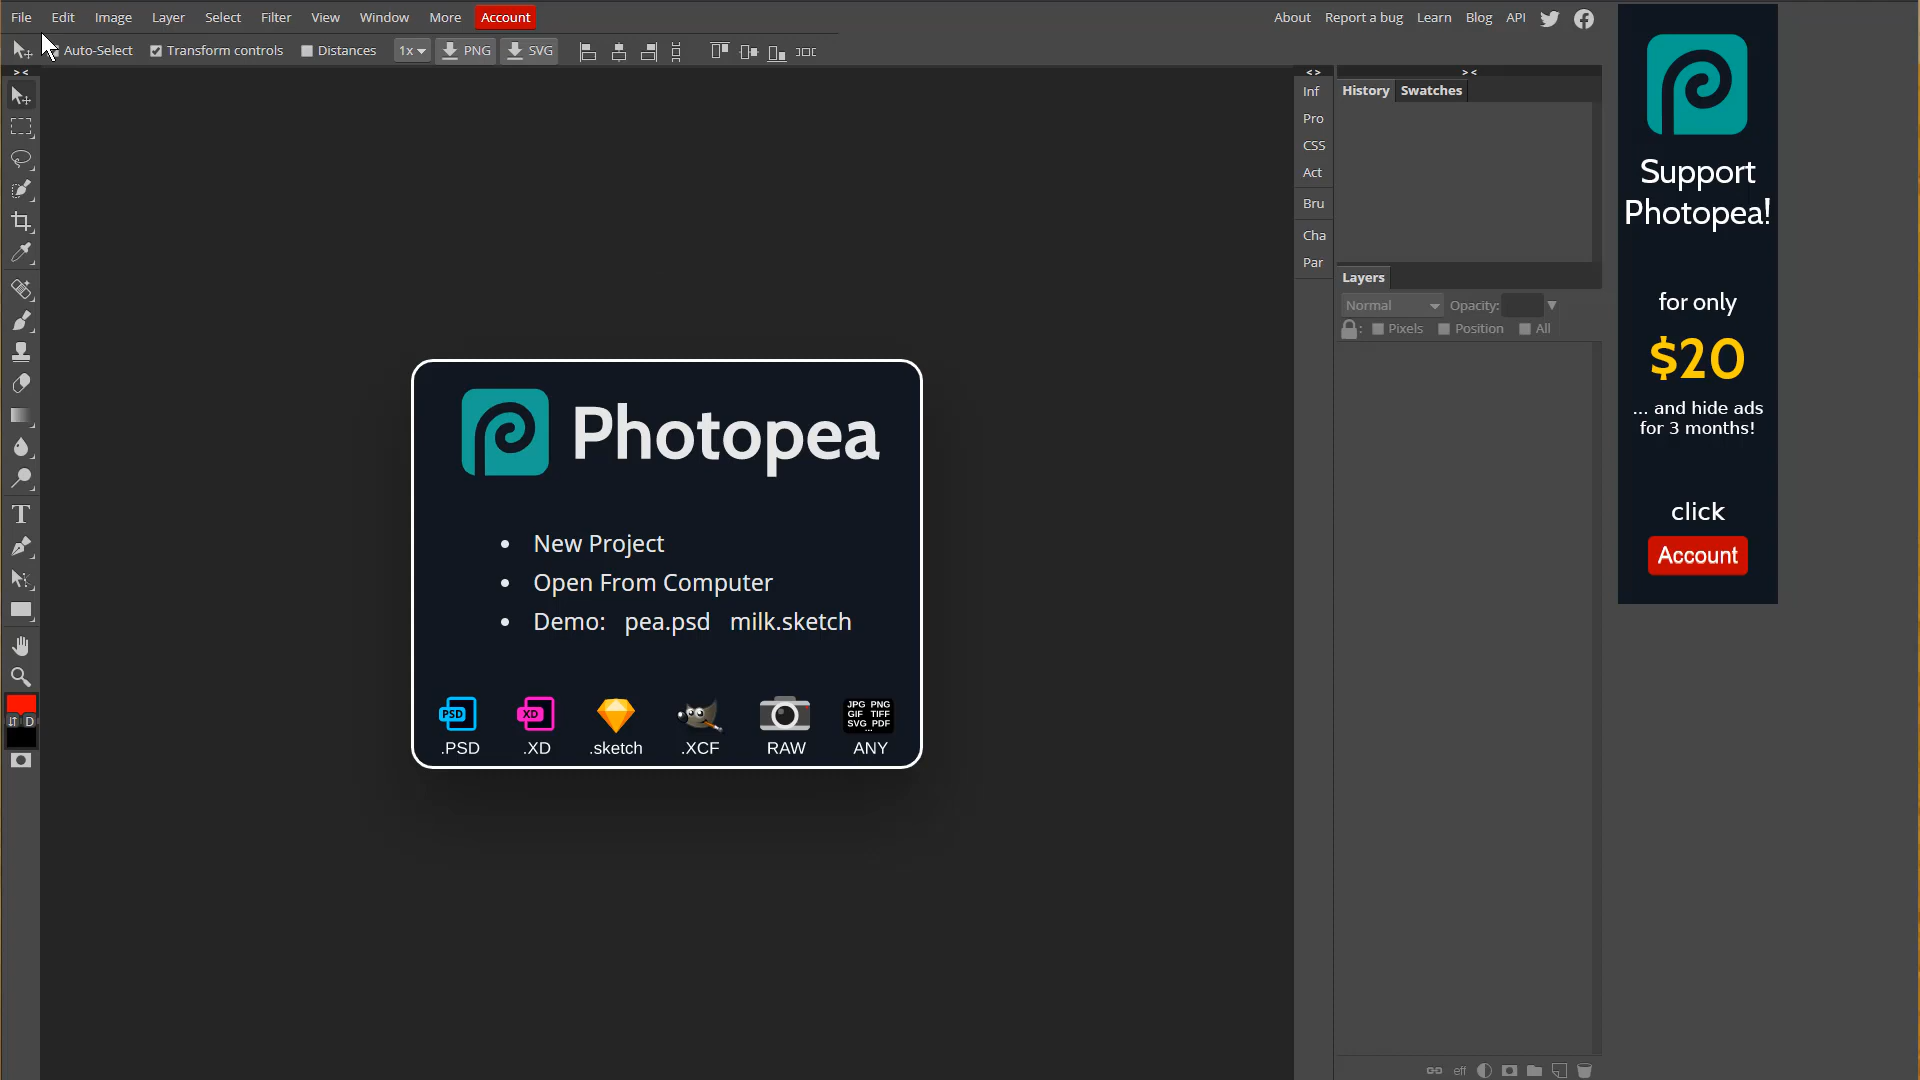 File Edit Image Layer Select Filter View Window More Account About Report a bug Learn Blog API
Auto-Select Transform controls Distances 1x PNG SVG
> <
< >
> <
Inf
Pro
CSS
Act
Bru
Cha
Par
History Swatches
Layers
Normal Opacity:
: Pixels Position All
eff
D
Photopea
• New Project
• Open From Computer
• Demo: pea.psd milk.sketch
PSD XD JPG PNG
GIF TIFF
SVG PDF
...
.PSD .XD .sketch .XCF RAW ANY
Support
Photopea!
for only
$20
... and hide ads
for 3 months!
click
Account